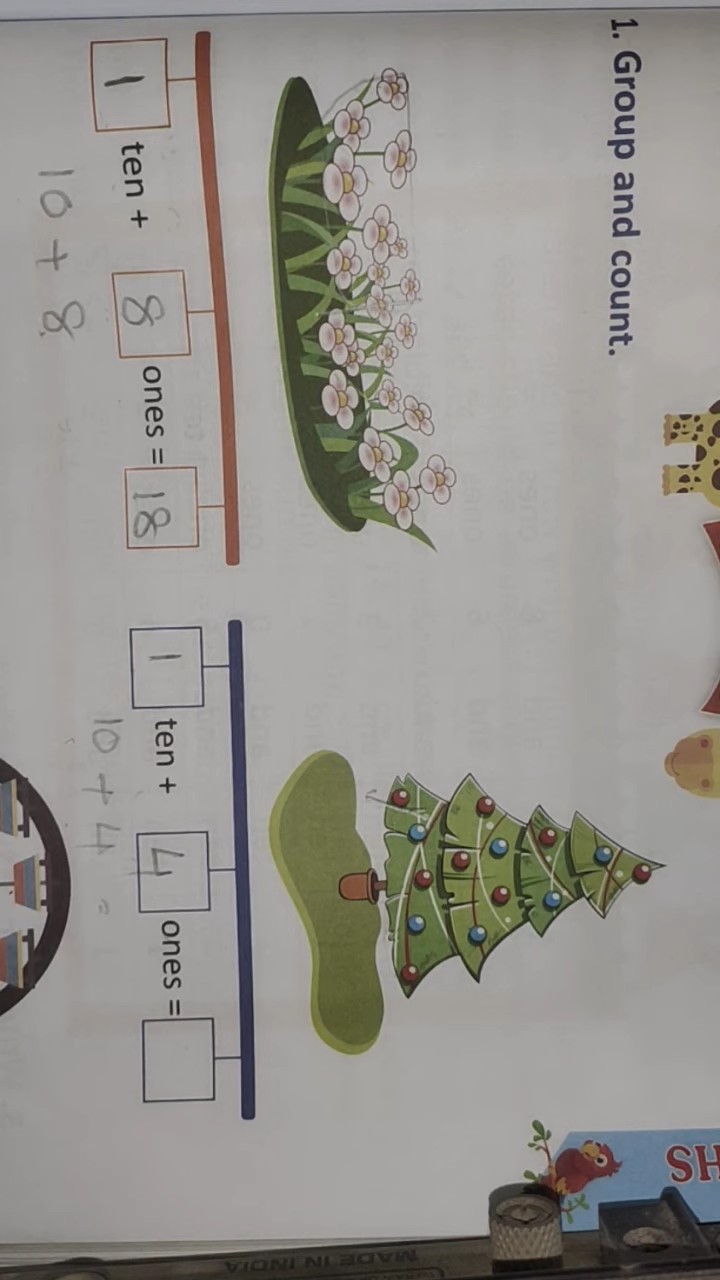 1. Group and count.
1 ten + 8 ones = 18
10 + 8
1 ten + 4 ones =
10 + 4 =
SH
MADE IN INDIA